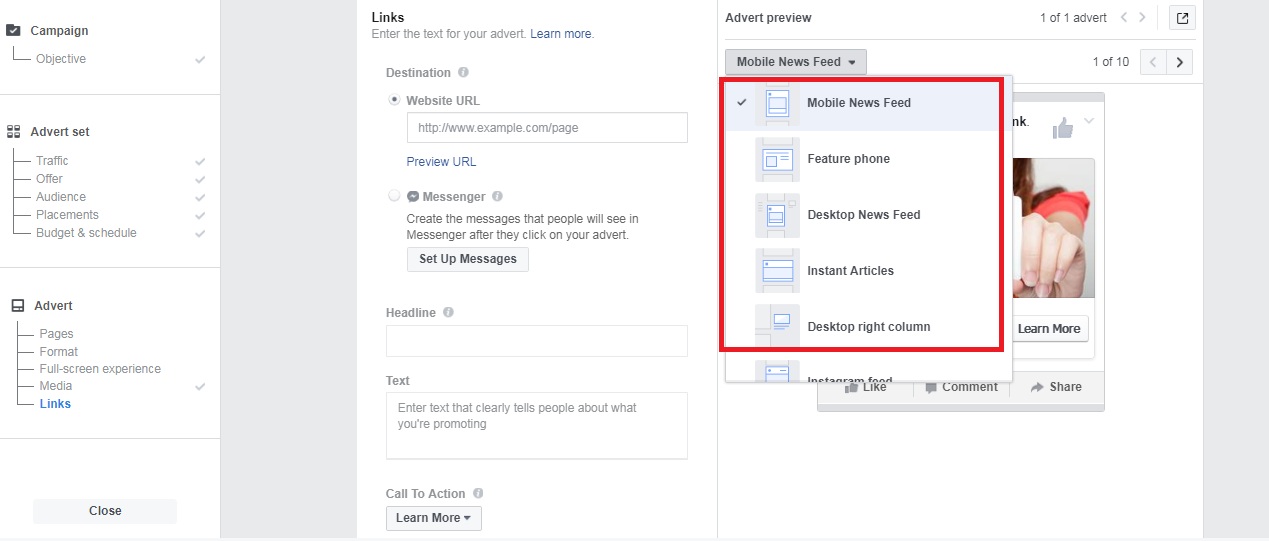 Campaign
Objective
Advert set
Traffic
Offer
Audience
Placements
Budget & schedule
Advert
Pages
Format
Full-screen experience
Media
Links
Close
Links
Enter the text for your advert. Learn more.
Destination
Website URL
http://www.example.com/page
Preview URL
Messenger
Create the messages that people will see in
Messenger after they click on your advert.
Set Up Messages
Headline
Text
Enter text that clearly tells people about what
you're promoting
Call To Action
Learn More
Advert preview
1 of 1 advert
Mobile News Feed
1 of 10
Mobile News Feed
Feature phone
Desktop News Feed
Instant Articles
Desktop right column
Instagram feed
nk.
Learn More
Like
Comment
Share